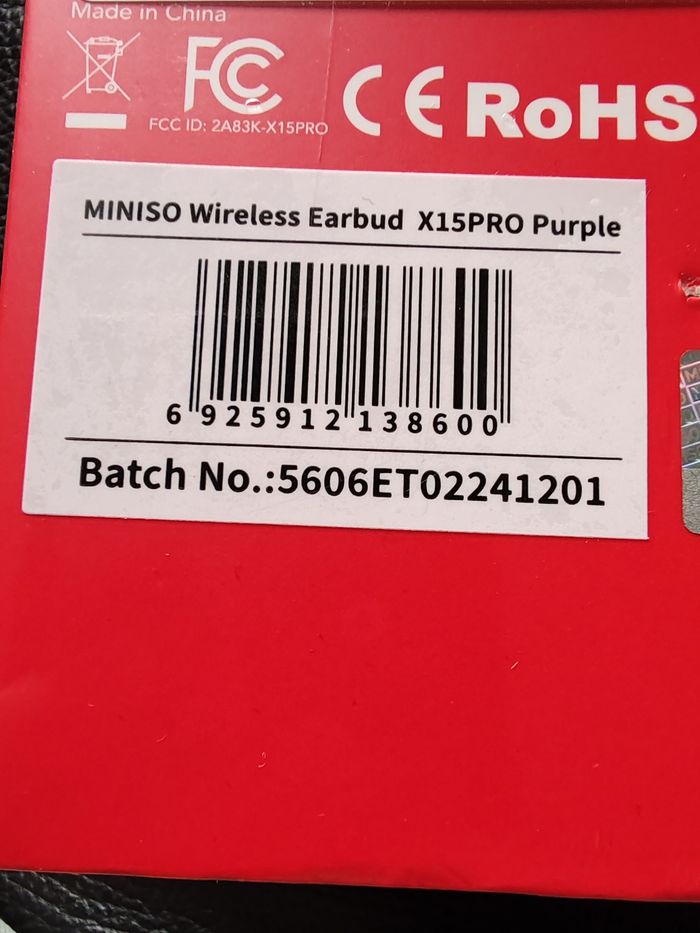 Made in China
FC
FCC ID: 2A83K-X15PRO
CE RoHS
MINISO Wireless Earbud X15PRO Purple
6 925912 138600
Batch No.:5606ET02241201